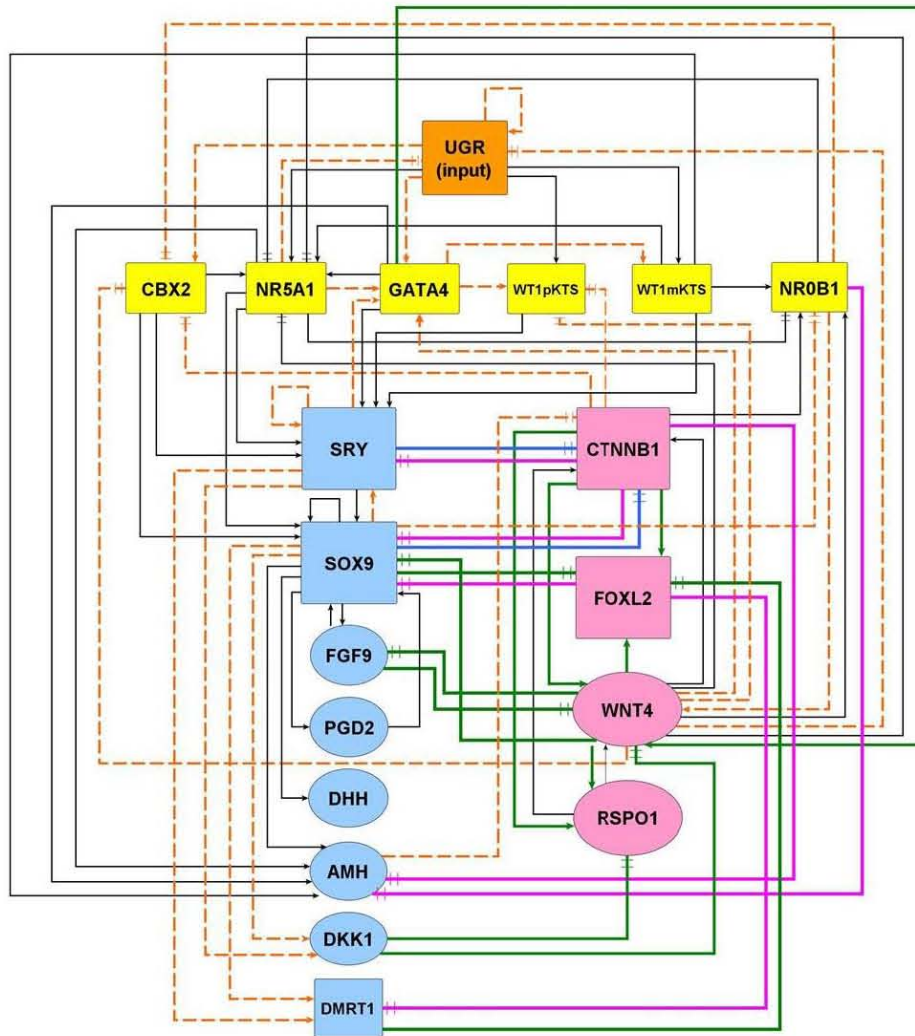 UGR
(input)
CBX2
NR5A1
GATA4
WT1pKTS
WT1mKTS
NR0B1
SRY
CTNNB1
SOX9
FOXL2
FGF9
WNT4
PGD2
DHH
RSPO1
AMH
DKK1
DMRT1